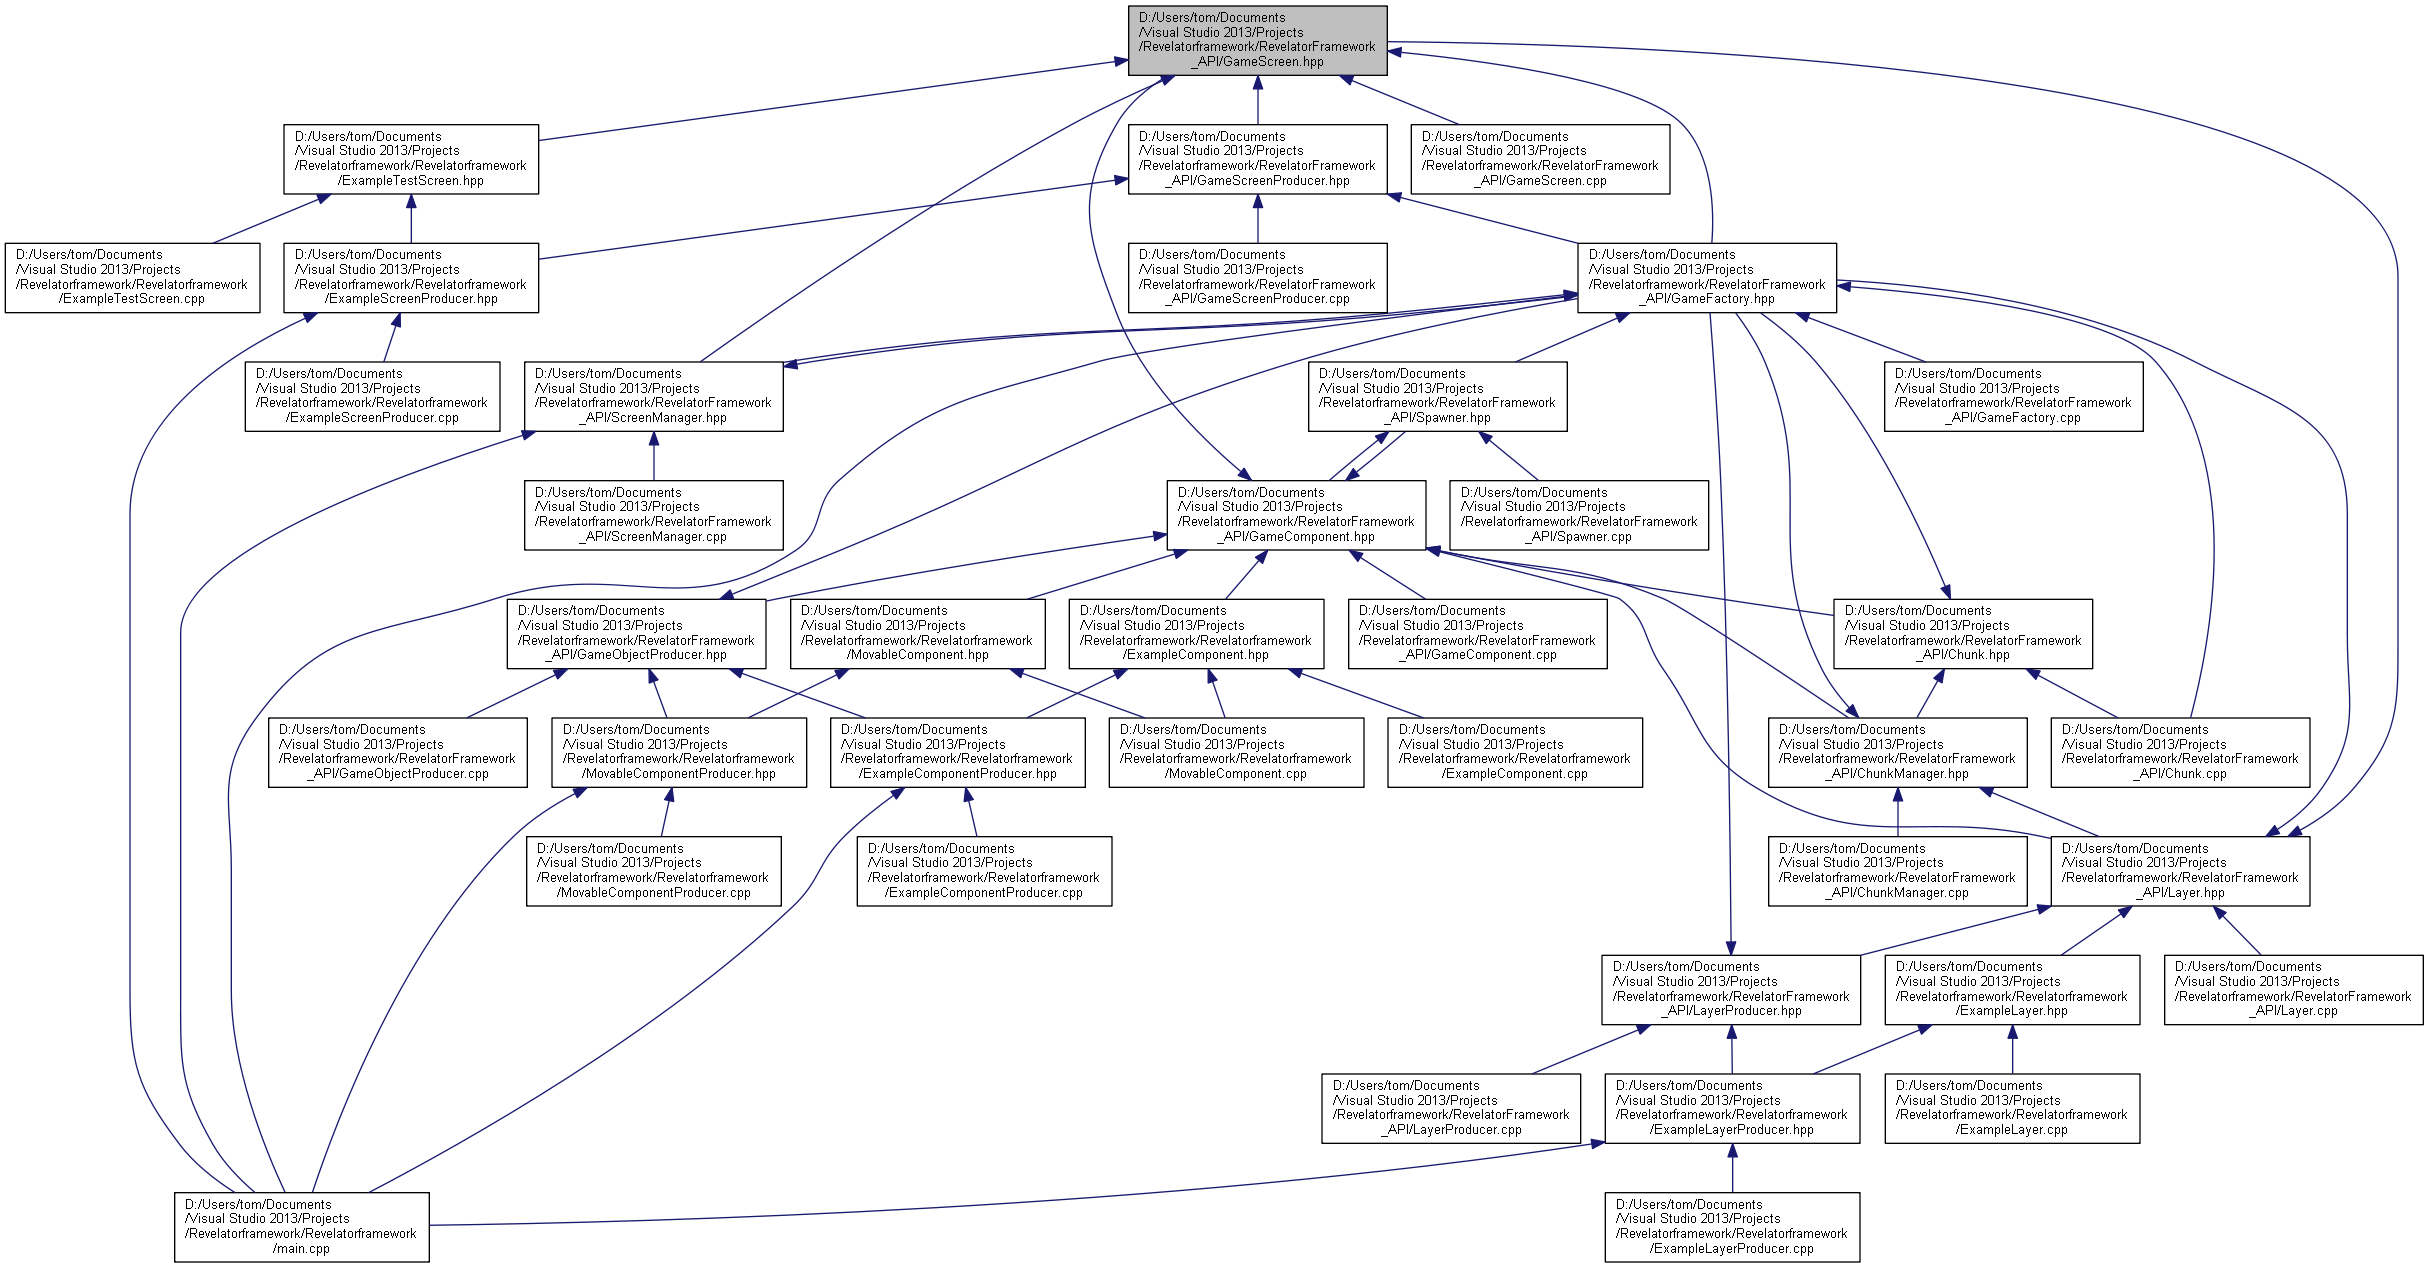 D:/Users/tom/Documents
/Visual Studio 2013/Projects
/Revelatorframework/RevelatorFramework
_API/GameScreen.hpp
D:/Users/tom/Documents
/Visual Studio 2013/Projects
/Revelatorframework/Revelatorframework
/ExampleTestScreen.hpp
D:/Users/tom/Documents
/Visual Studio 2013/Projects
/Revelatorframework/RevelatorFramework
_API/GameScreenProducer.hpp
D:/Users/tom/Documents
/Visual Studio 2013/Projects
/Revelatorframework/RevelatorFramework
_API/GameScreen.cpp
D:/Users/tom/Documents
/Visual Studio 2013/Projects
/Revelatorframework/Revelatorframework
/ExampleTestScreen.cpp
D:/Users/tom/Documents
/Visual Studio 2013/Projects
/Revelatorframework/Revelatorframework
/ExampleScreenProducer.hpp
D:/Users/tom/Documents
/Visual Studio 2013/Projects
/Revelatorframework/RevelatorFramework
_API/GameScreenProducer.cpp
D:/Users/tom/Documents
/Visual Studio 2013/Projects
/Revelatorframework/RevelatorFramework
_API/GameFactory.hpp
D:/Users/tom/Documents
/Visual Studio 2013/Projects
/Revelatorframework/Revelatorframework
/ExampleScreenProducer.cpp
D:/Users/tom/Documents
/Visual Studio 2013/Projects
/Revelatorframework/RevelatorFramework
_API/ScreenManager.hpp
D:/Users/tom/Documents
/Visual Studio 2013/Projects
/Revelatorframework/RevelatorFramework
_API/Spawner.hpp
D:/Users/tom/Documents
/Visual Studio 2013/Projects
/Revelatorframework/RevelatorFramework
_API/GameFactory.cpp
D:/Users/tom/Documents
/Visual Studio 2013/Projects
/Revelatorframework/RevelatorFramework
_API/ScreenManager.cpp
D:/Users/tom/Documents
/Visual Studio 2013/Projects
/Revelatorframework/RevelatorFramework
_API/GameComponent.hpp
D:/Users/tom/Documents
/Visual Studio 2013/Projects
/Revelatorframework/RevelatorFramework
_API/Spawner.cpp
D:/Users/tom/Documents
/Visual Studio 2013/Projects
/Revelatorframework/RevelatorFramework
_API/GameObjectProducer.hpp
D:/Users/tom/Documents
/Visual Studio 2013/Projects
/Revelatorframework/Revelatorframework
/MovableComponent.hpp
D:/Users/tom/Documents
/Visual Studio 2013/Projects
/Revelatorframework/Revelatorframework
/ExampleComponent.hpp
D:/Users/tom/Documents
/Visual Studio 2013/Projects
/Revelatorframework/RevelatorFramework
_API/GameComponent.cpp
D:/Users/tom/Documents
/Visual Studio 2013/Projects
/Revelatorframework/RevelatorFramework
_API/Chunk.hpp
D:/Users/tom/Documents
/Visual Studio 2013/Projects
/Revelatorframework/RevelatorFramework
_API/GameObjectProducer.cpp
D:/Users/tom/Documents
/Visual Studio 2013/Projects
/Revelatorframework/Revelatorframework
/MovableComponentProducer.hpp
D:/Users/tom/Documents
/Visual Studio 2013/Projects
/Revelatorframework/Revelatorframework
/ExampleComponentProducer.hpp
D:/Users/tom/Documents
/Visual Studio 2013/Projects
/Revelatorframework/Revelatorframework
/MovableComponent.cpp
D:/Users/tom/Documents
/Visual Studio 2013/Projects
/Revelatorframework/Revelatorframework
/ExampleComponent.cpp
D:/Users/tom/Documents
/Visual Studio 2013/Projects
/Revelatorframework/RevelatorFramework
_API/ChunkManager.hpp
D:/Users/tom/Documents
/Visual Studio 2013/Projects
/Revelatorframework/RevelatorFramework
_API/Chunk.cpp
D:/Users/tom/Documents
/Visual Studio 2013/Projects
/Revelatorframework/Revelatorframework
/MovableComponentProducer.cpp
D:/Users/tom/Documents
/Visual Studio 2013/Projects
/Revelatorframework/Revelatorframework
/ExampleComponentProducer.cpp
D:/Users/tom/Documents
/Visual Studio 2013/Projects
/Revelatorframework/RevelatorFramework
_API/ChunkManager.cpp
D:/Users/tom/Documents
/Visual Studio 2013/Projects
/Revelatorframework/RevelatorFramework
_API/Layer.hpp
D:/Users/tom/Documents
/Visual Studio 2013/Projects
/Revelatorframework/RevelatorFramework
_API/LayerProducer.hpp
D:/Users/tom/Documents
/Visual Studio 2013/Projects
/Revelatorframework/Revelatorframework
/ExampleLayer.hpp
D:/Users/tom/Documents
/Visual Studio 2013/Projects
/Revelatorframework/RevelatorFramework
_API/Layer.cpp
D:/Users/tom/Documents
/Visual Studio 2013/Projects
/Revelatorframework/RevelatorFramework
_API/LayerProducer.cpp
D:/Users/tom/Documents
/Visual Studio 2013/Projects
/Revelatorframework/Revelatorframework
/ExampleLayerProducer.hpp
D:/Users/tom/Documents
/Visual Studio 2013/Projects
/Revelatorframework/Revelatorframework
/ExampleLayer.cpp
D:/Users/tom/Documents
/Visual Studio 2013/Projects
/Revelatorframework/Revelatorframework
/main.cpp
D:/Users/tom/Documents
/Visual Studio 2013/Projects
/Revelatorframework/Revelatorframework
/ExampleLayerProducer.cpp